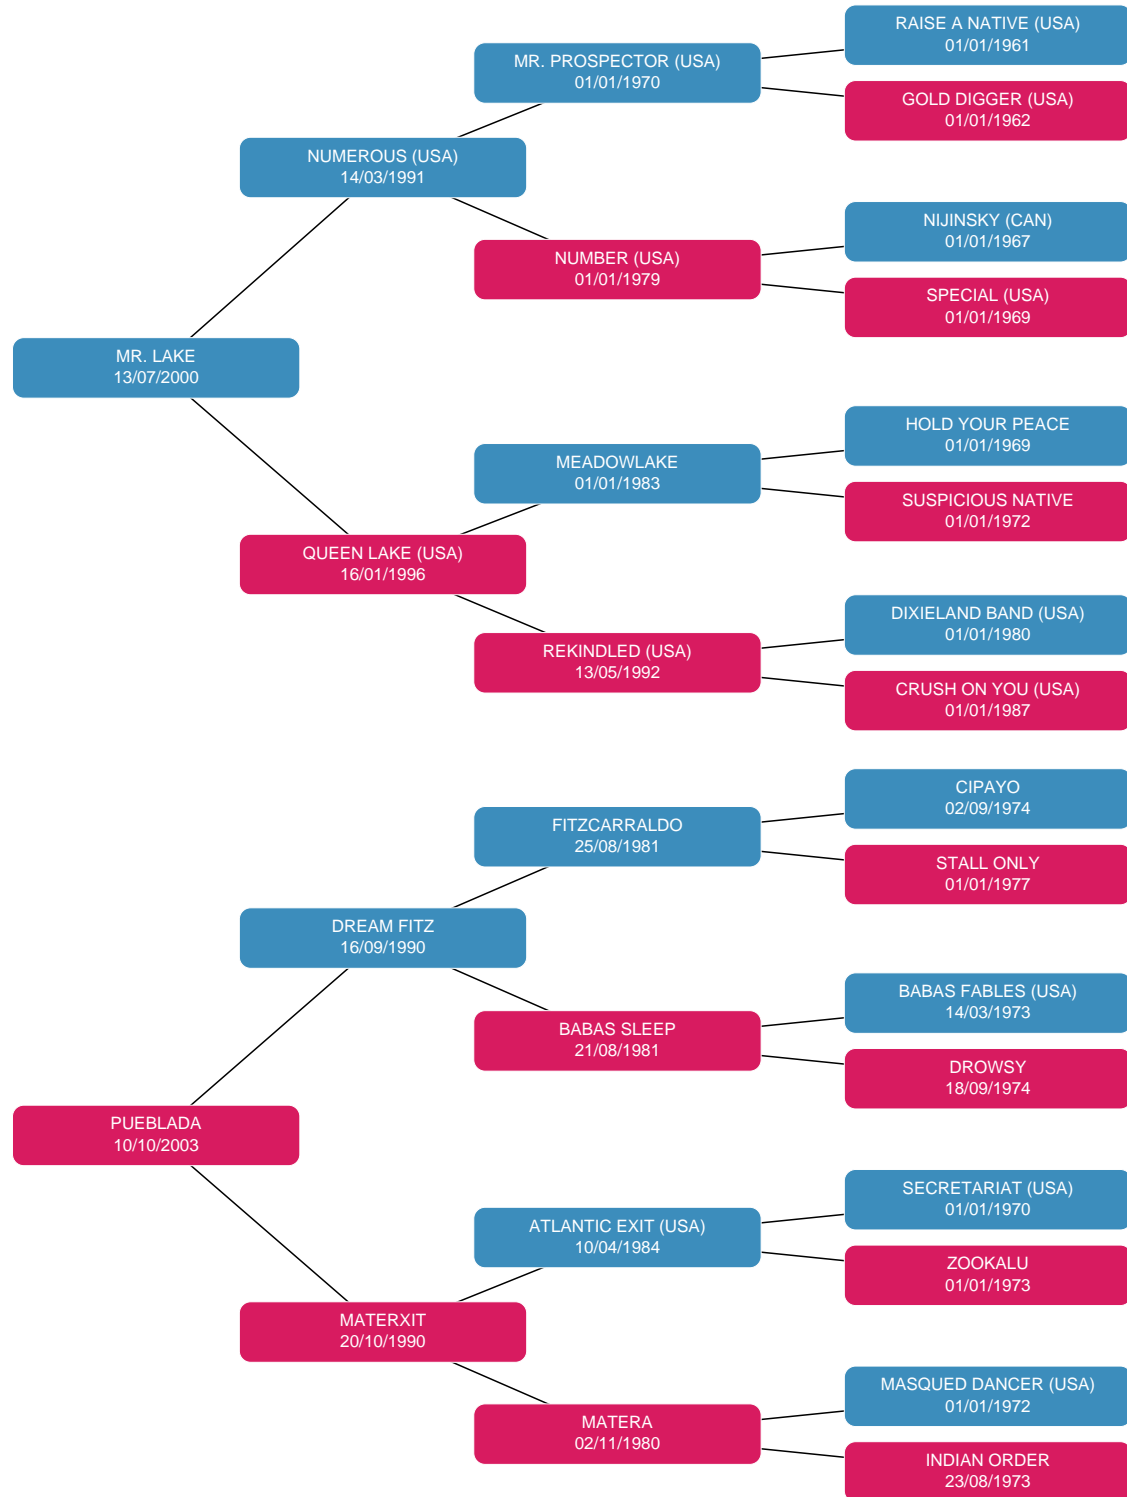 RAISE A NATIVE (USA)
01/01/1961
MR. PROSPECTOR (USA)
01/01/1970
GOLD DIGGER (USA)
01/01/1962
NUMEROUS (USA)
14/03/1991
NIJINSKY (CAN)
01/01/1967
NUMBER (USA)
01/01/1979
SPECIAL (USA)
01/01/1969
MR. LAKE
13/07/2000
HOLD YOUR PEACE
01/01/1969
MEADOWLAKE
01/01/1983
SUSPICIOUS NATIVE
01/01/1972
QUEEN LAKE (USA)
16/01/1996
DIXIELAND BAND (USA)
01/01/1980
REKINDLED (USA)
13/05/1992
CRUSH ON YOU (USA)
01/01/1987
CIPAYO
02/09/1974
FITZCARRALDO
25/08/1981
STALL ONLY
01/01/1977
DREAM FITZ
16/09/1990
BABAS FABLES (USA)
14/03/1973
BABAS SLEEP
21/08/1981
DROWSY
18/09/1974
PUEBLADA
10/10/2003
SECRETARIAT (USA)
01/01/1970
ATLANTIC EXIT (USA)
10/04/1984
ZOOKALU
01/01/1973
MATERXIT
20/10/1990
MASQUED DANCER (USA)
01/01/1972
MATERA
02/11/1980
INDIAN ORDER
23/08/1973